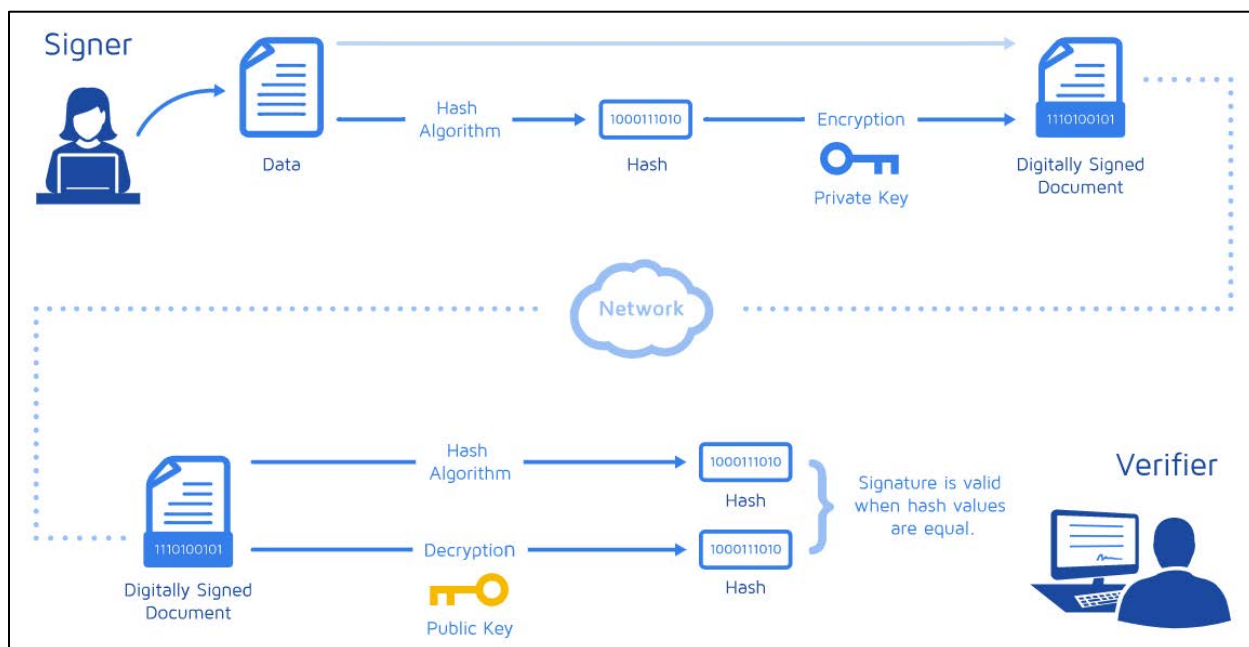 Signer
Data
Hash
Algorithm
1000111010
Hash
Encryption
Private Key
1110100101
Digitally Signed
Document
Network
1110100101
Digitally Signed
Document
Hash
Algorithm
1000111010
Hash
Decryption
Public Key
1000111010
Hash
Signature is valid
when hash values
are equal.
Verifier